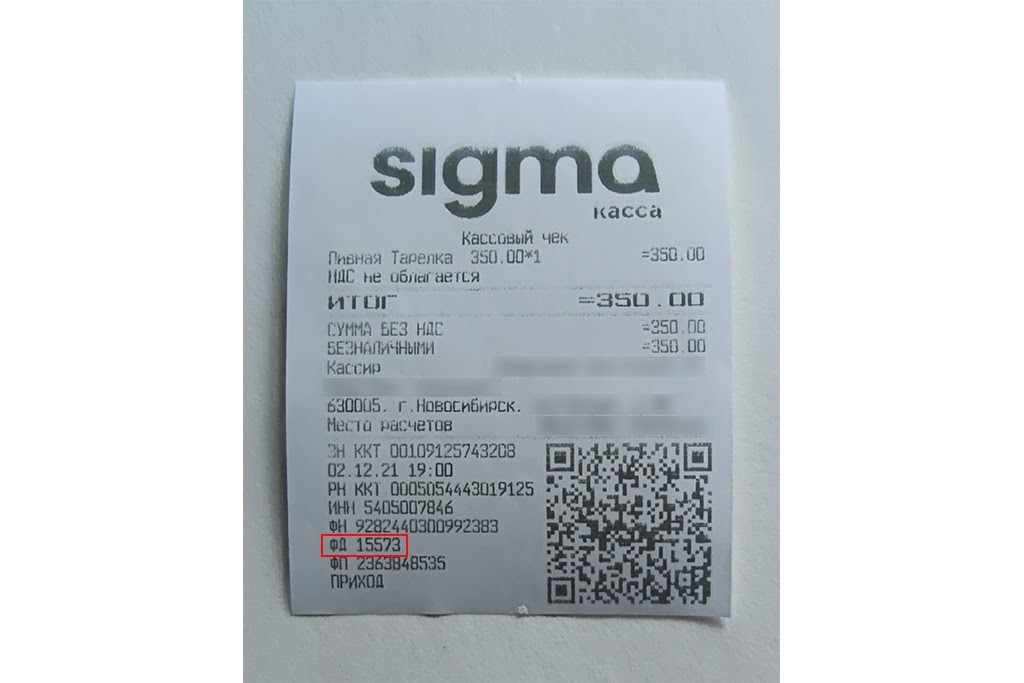 sigma
касса
Кассовый чек
Пивная Тарелка 350.00*1 =350.00
НДС не облагается
ИТОГ =350.00
СУММА БЕЗ НДС =350.00
БЕЗНАЛИЧНЫМИ =350.00
Кассир
630005. г.Новосибирск.
Место расчетов
ЗН ККТ 00109125743208
02.12.21 19:00
РН ККТ 0005054443019125
ИНН 5405007846
ФН 9282440300992383
ФД 15573
ФП 2363848535
ПРИХОД